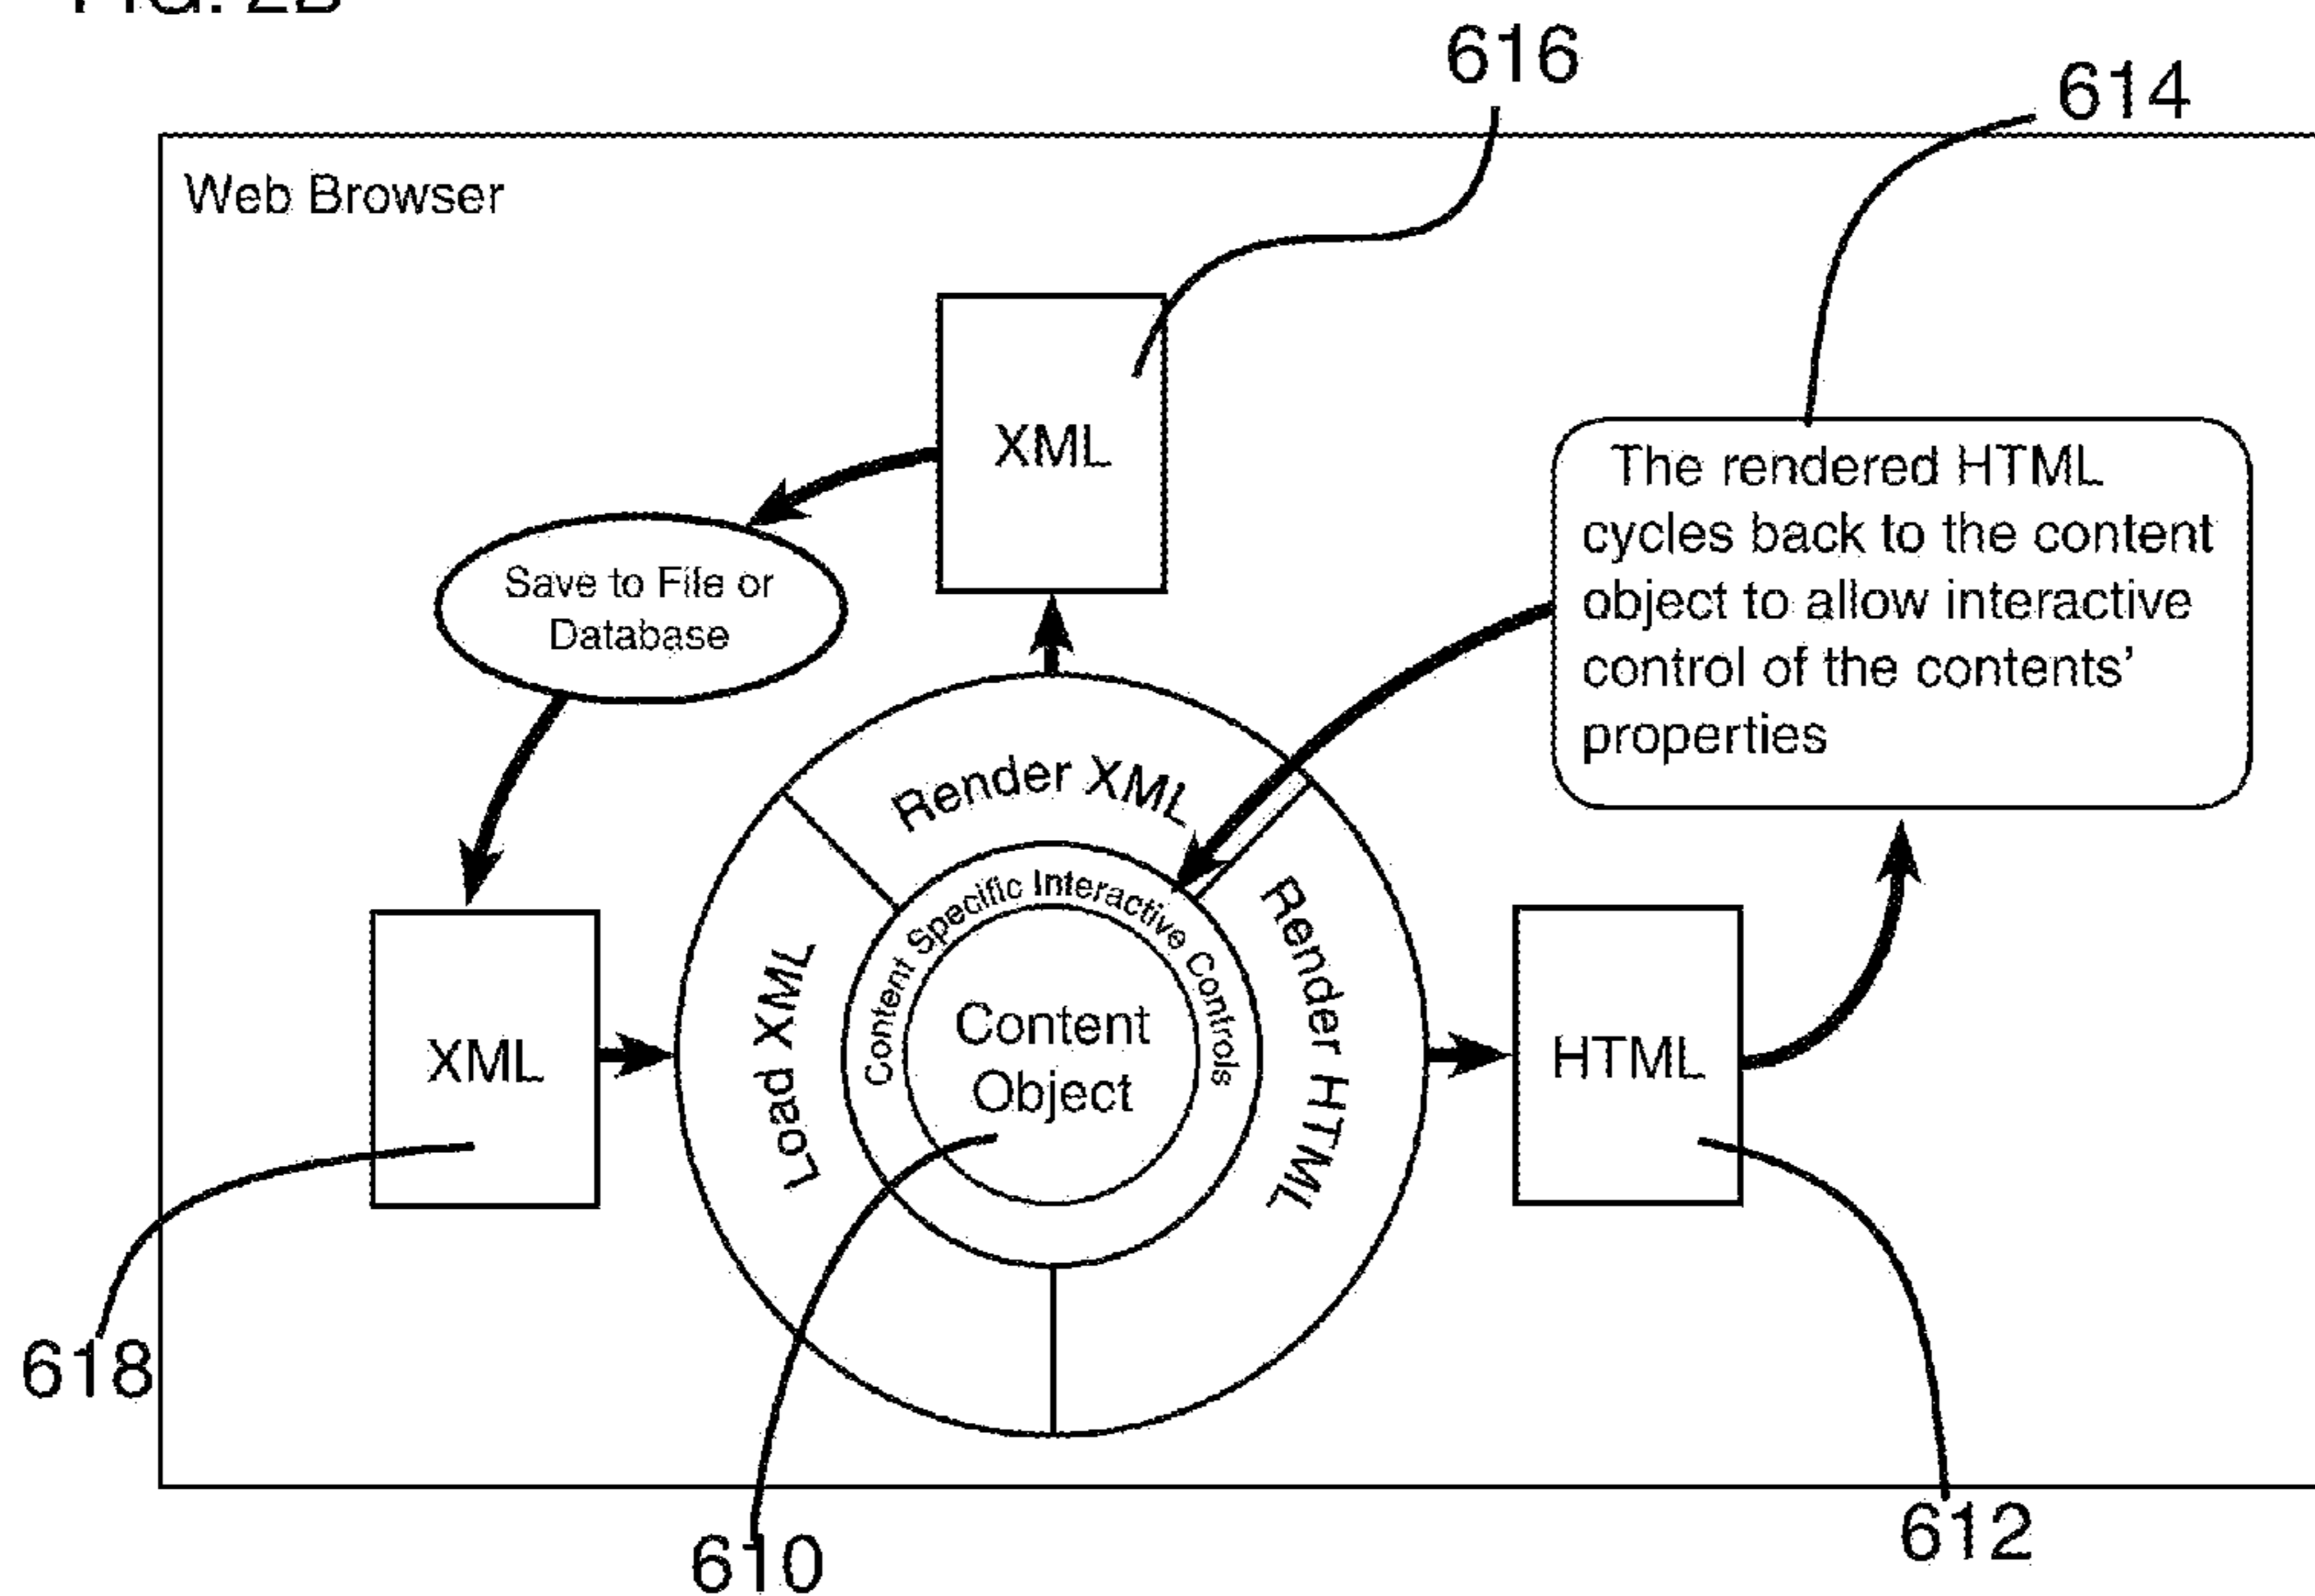 FIG. 2B
616
614
Web Browser
XML
The rendered HTML
cycles back to the content
object to allow interactive
control of the contents'
properties
Save to File or
Database
Render XML
Content Specific Interactive Controls
Load XML
Render HTML
Content
Object
XML
HTML
618
610
612